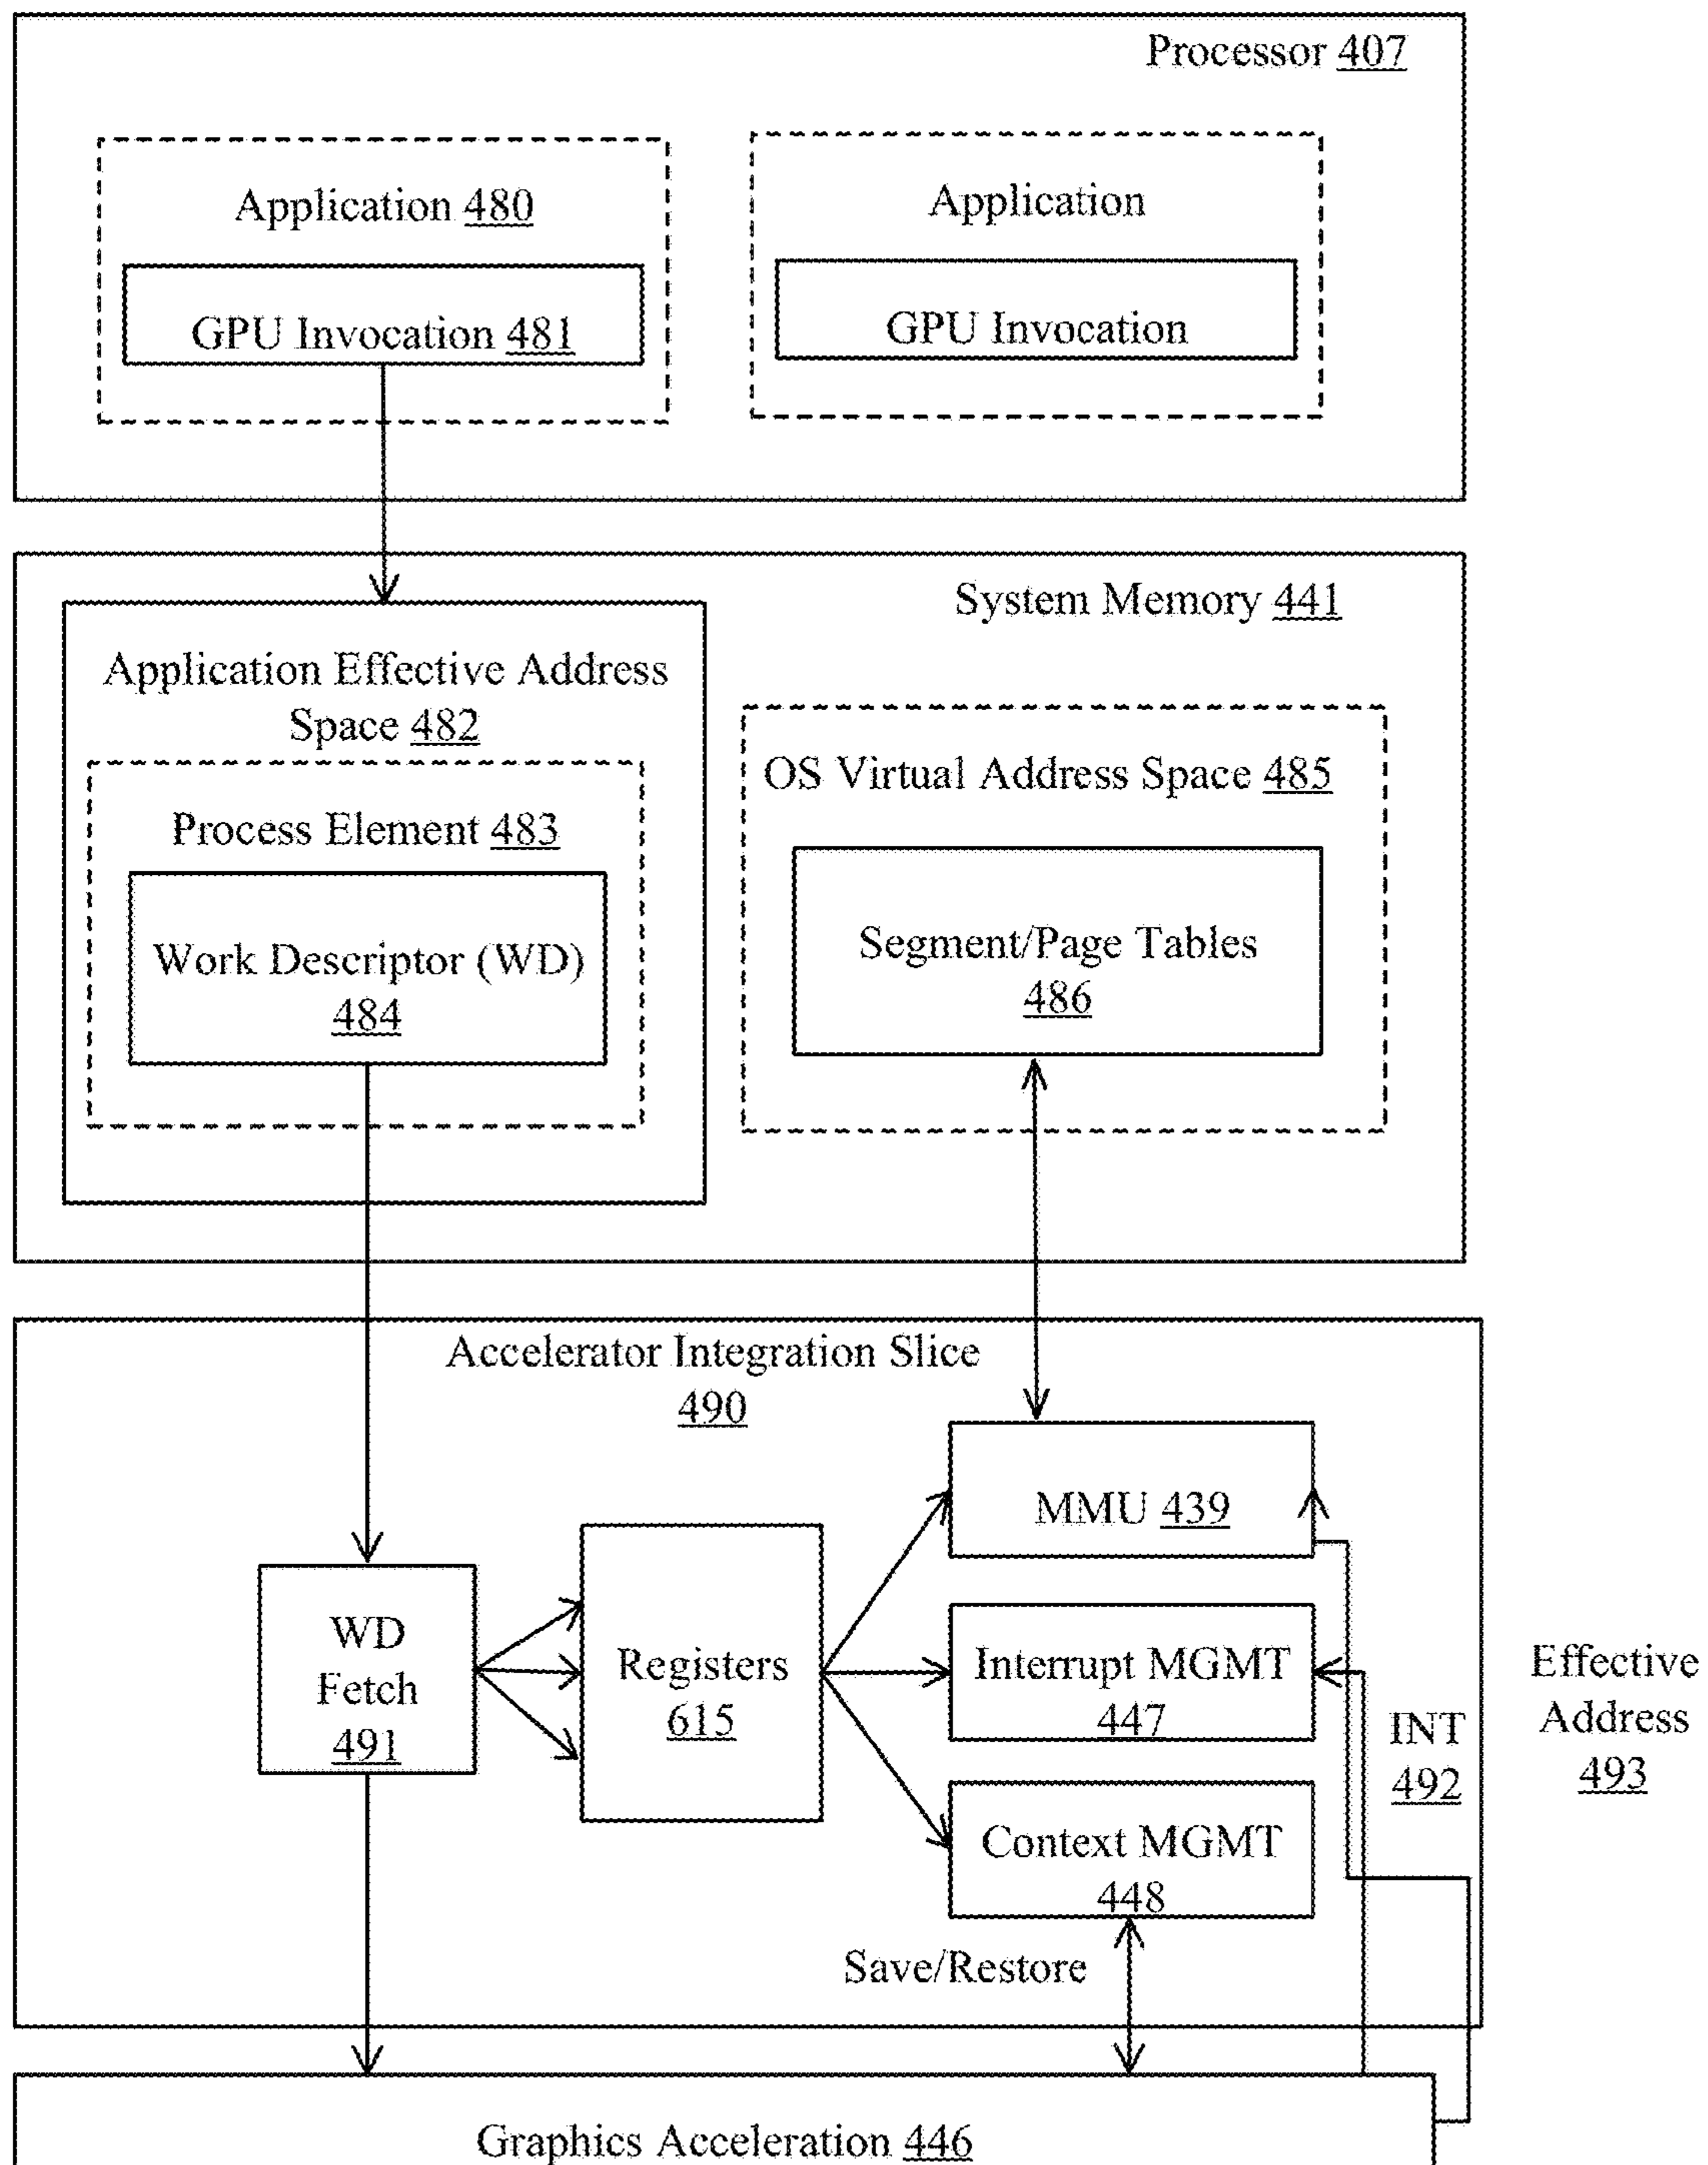 Processor 407
Application 480
GPU Invocation 481
Application
GPU Invocation
System Memory 441
Application Effective Address
Space 482
Process Element 483
Work Descriptor (WD)
484
OS Virtual Address Space 485
Segment/Page Tables
486
Accelerator Integration Slice
490
WD
Fetch
491
Registers
615
MMU 439
Interrupt MGMT
447
Context MGMT
448
Save/Restore
INT
492
Effective
Address
493
Graphics Acceleration 446